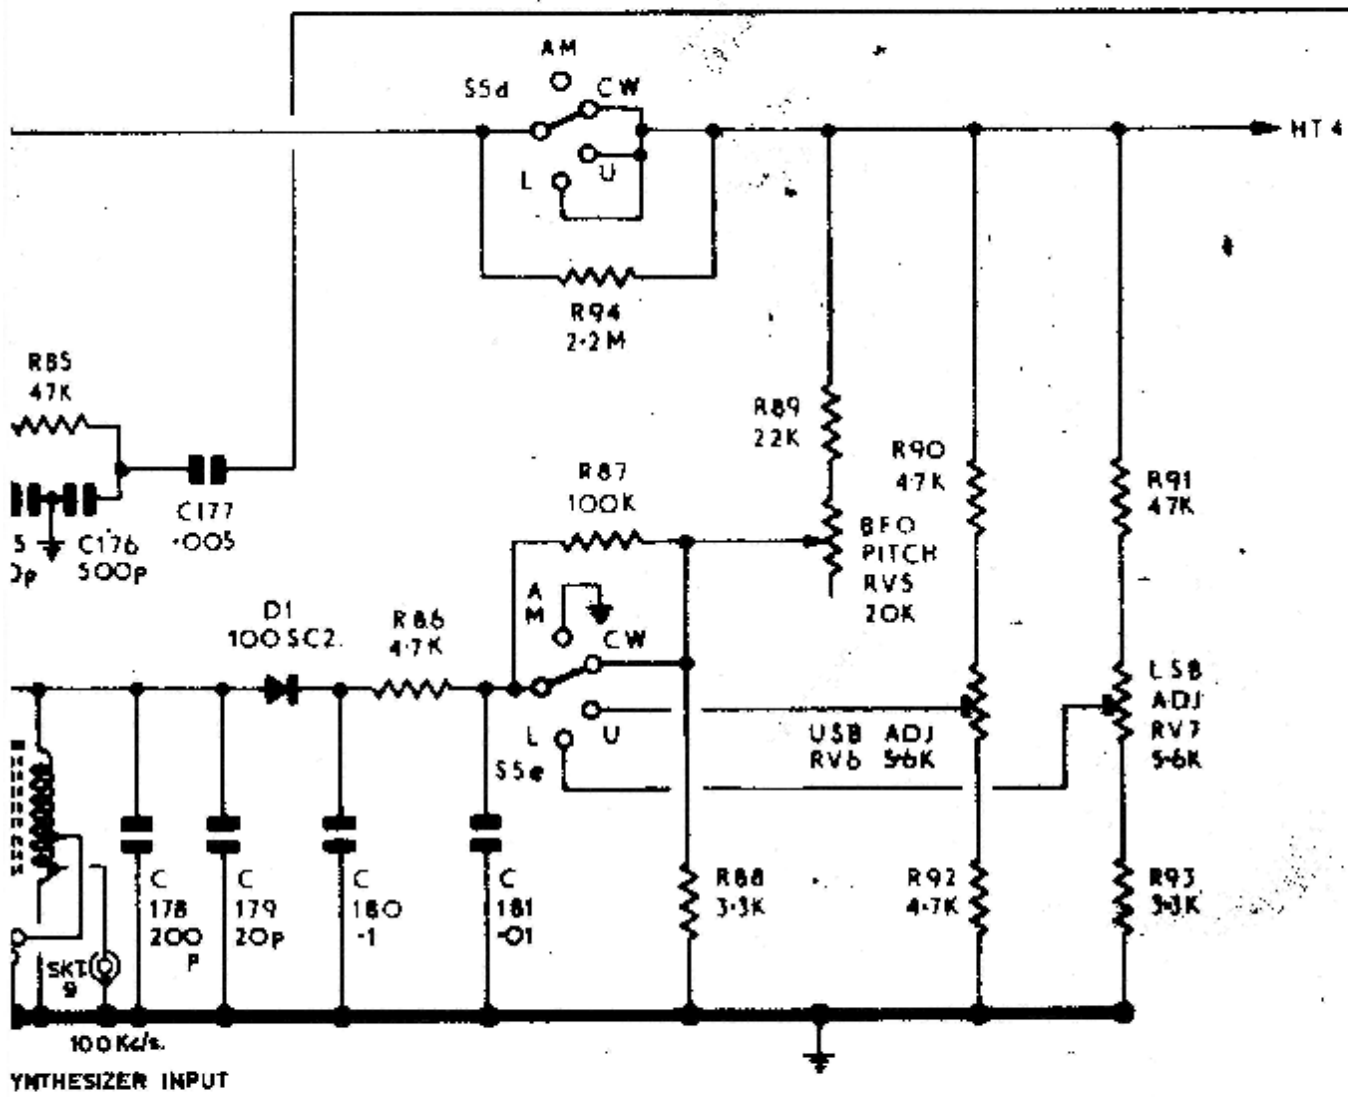 AM
S5d
CW
HT 4
U
L
R94
2·2M
R85
47K
R89
22K
R90
47K
R91
47K
R87
100K
C177
·005
C176
500p
5
0p
BFO
PITCH
RV5
20K
D1
100SC2.
R86
4·7K
A
M
CW
U
L
S5e
USB ADJ
RV6 5·6K
LSB
ADJ
RV7
5·6K
C
178
200
P
C
179
20p
C
180
·1
C
181
·01
R88
3·3K
R92
4·7K
R93
3·3K
SKT.
9
100 Kc/s.
YNTHESIZER INPUT